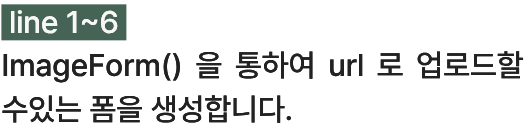 line 1~6
ImageForm() 을 통하여 url 로 업로드할
수있는 폼을 생성합니다.